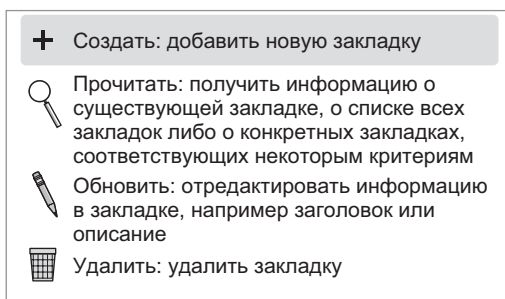 Создать: добавить новую закладку
Прочитать: получить информацию о
существующей закладке, о списке всех
закладок либо о конкретных закладках,
соответствующих некоторым критериям
Обновить: отредактировать информацию
в закладке, например заголовок или
описание
Удалить: удалить закладку